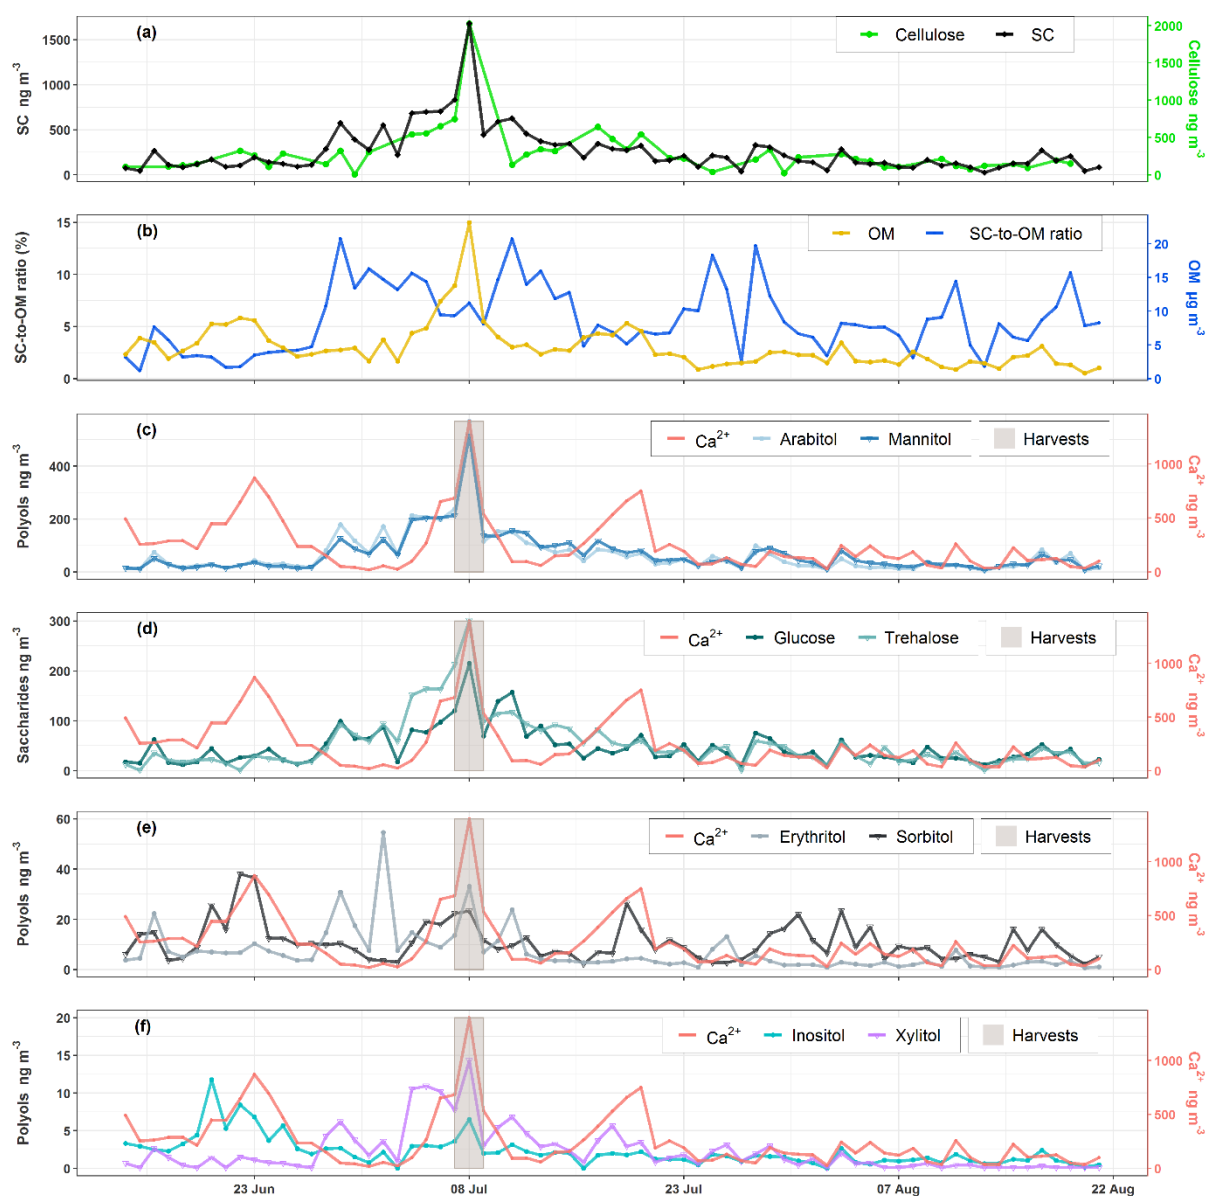 (a)
Cellulose SC
SC ng m⁻³
1500
1000
500
0
2000
1500
1000
500
0
Cellulose ng m⁻³
(b)
OM SC-to-OM ratio
SC-to-OM ratio (%)
15
10
5
0
20
15
10
5
0
OM µg m⁻³
(c)
Ca²⁺ Arabitol Mannitol Harvests
Polyols ng m⁻³
400
200
0
1000
500
0
Ca²⁺ ng m⁻³
(d)
Ca²⁺ Glucose Trehalose Harvests
Saccharides ng m⁻³
300
200
100
0
1000
500
0
Ca²⁺ ng m⁻³
(e)
Ca²⁺ Erythritol Sorbitol Harvests
Polyols ng m⁻³
60
40
20
0
1000
500
0
Ca²⁺ ng m⁻³
(f)
Ca²⁺ Inositol Xylitol Harvests
Polyols ng m⁻³
20
15
10
5
0
1000
500
0
Ca²⁺ ng m⁻³
23 Jun 08 Jul 23 Jul 07 Aug 22 Aug